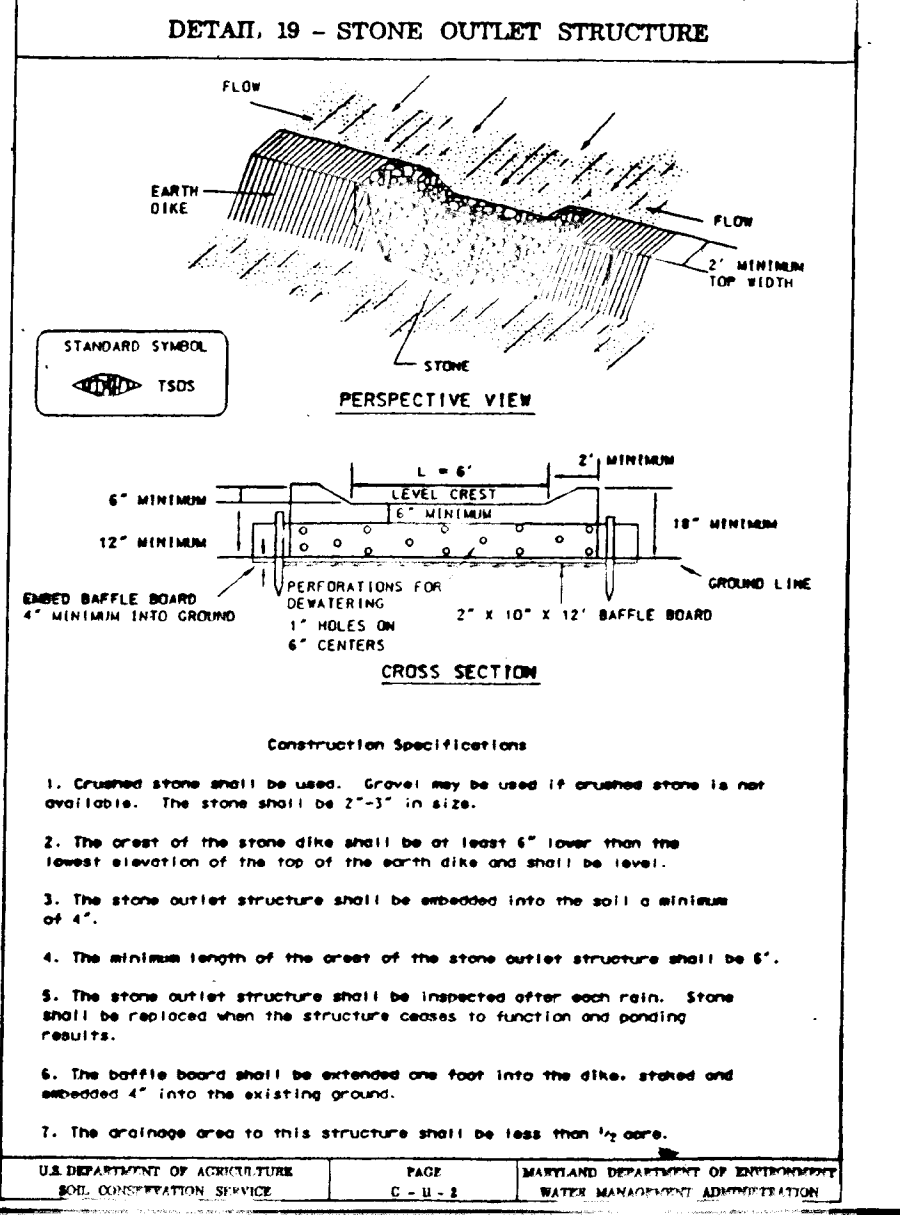 DETAIL 19 - STONE OUTLET STRUCTURE
FLOW
EARTH
DIKE
FLOW
2' MINIMUM
TOP WIDTH
STANDARD SYMBOL
TSDS
STONE
PERSPECTIVE VIEW
2' MINIMUM
L = 6'
6" MINIMUM
LEVEL CREST
6" MINIMUM
18" MINIMUM
12" MINIMUM
GROUND LINE
EMBED BAFFLE BOARD
4" MINIMUM INTO GROUND
PERFORATIONS FOR
DEWATERING
1" HOLES ON
6" CENTERS
2" X 10" X 12' BAFFLE BOARD
CROSS SECTION
Construction Specifications
1. Crushed stone shall be used. Gravel may be used if crushed stone is not
available. The stone shall be 2"-3" in size.
2. The crest of the stone dike shall be at least 6" lower than the
lowest elevation of the top of the earth dike and shall be level.
3. The stone outlet structure shall be embedded into the soil a minimum
of 4".
4. The minimum length of the crest of the stone outlet structure shall be 6'.
5. The stone outlet structure shall be inspected after each rain. Stone
shall be replaced when the structure ceases to function and ponding
results.
6. The baffle board shall be extended one foot into the dike, staked and
embedded 4" into the existing ground.
7. The drainage area to this structure shall be less than 1/2 acre.
U.S. DEPARTMENT OF AGRICULTURE
SOIL CONSERVATION SERVICE
PAGE
C - 11 - 2
MARYLAND DEPARTMENT OF ENVIRONMENT
WATER MANAGEMENT ADMINISTRATION